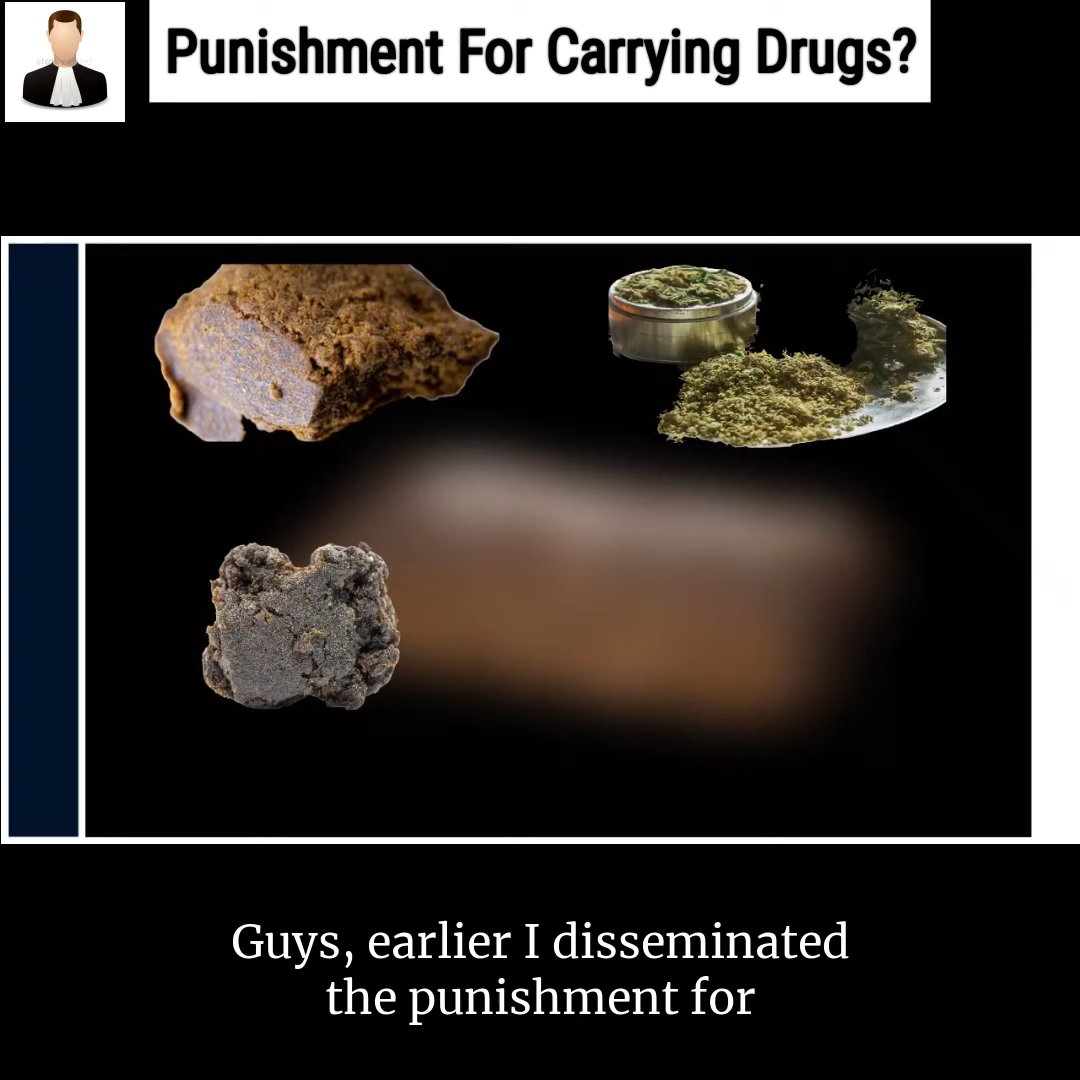 Punishment For Carrying Drugs?
Guys, earlier I disseminated
the punishment for